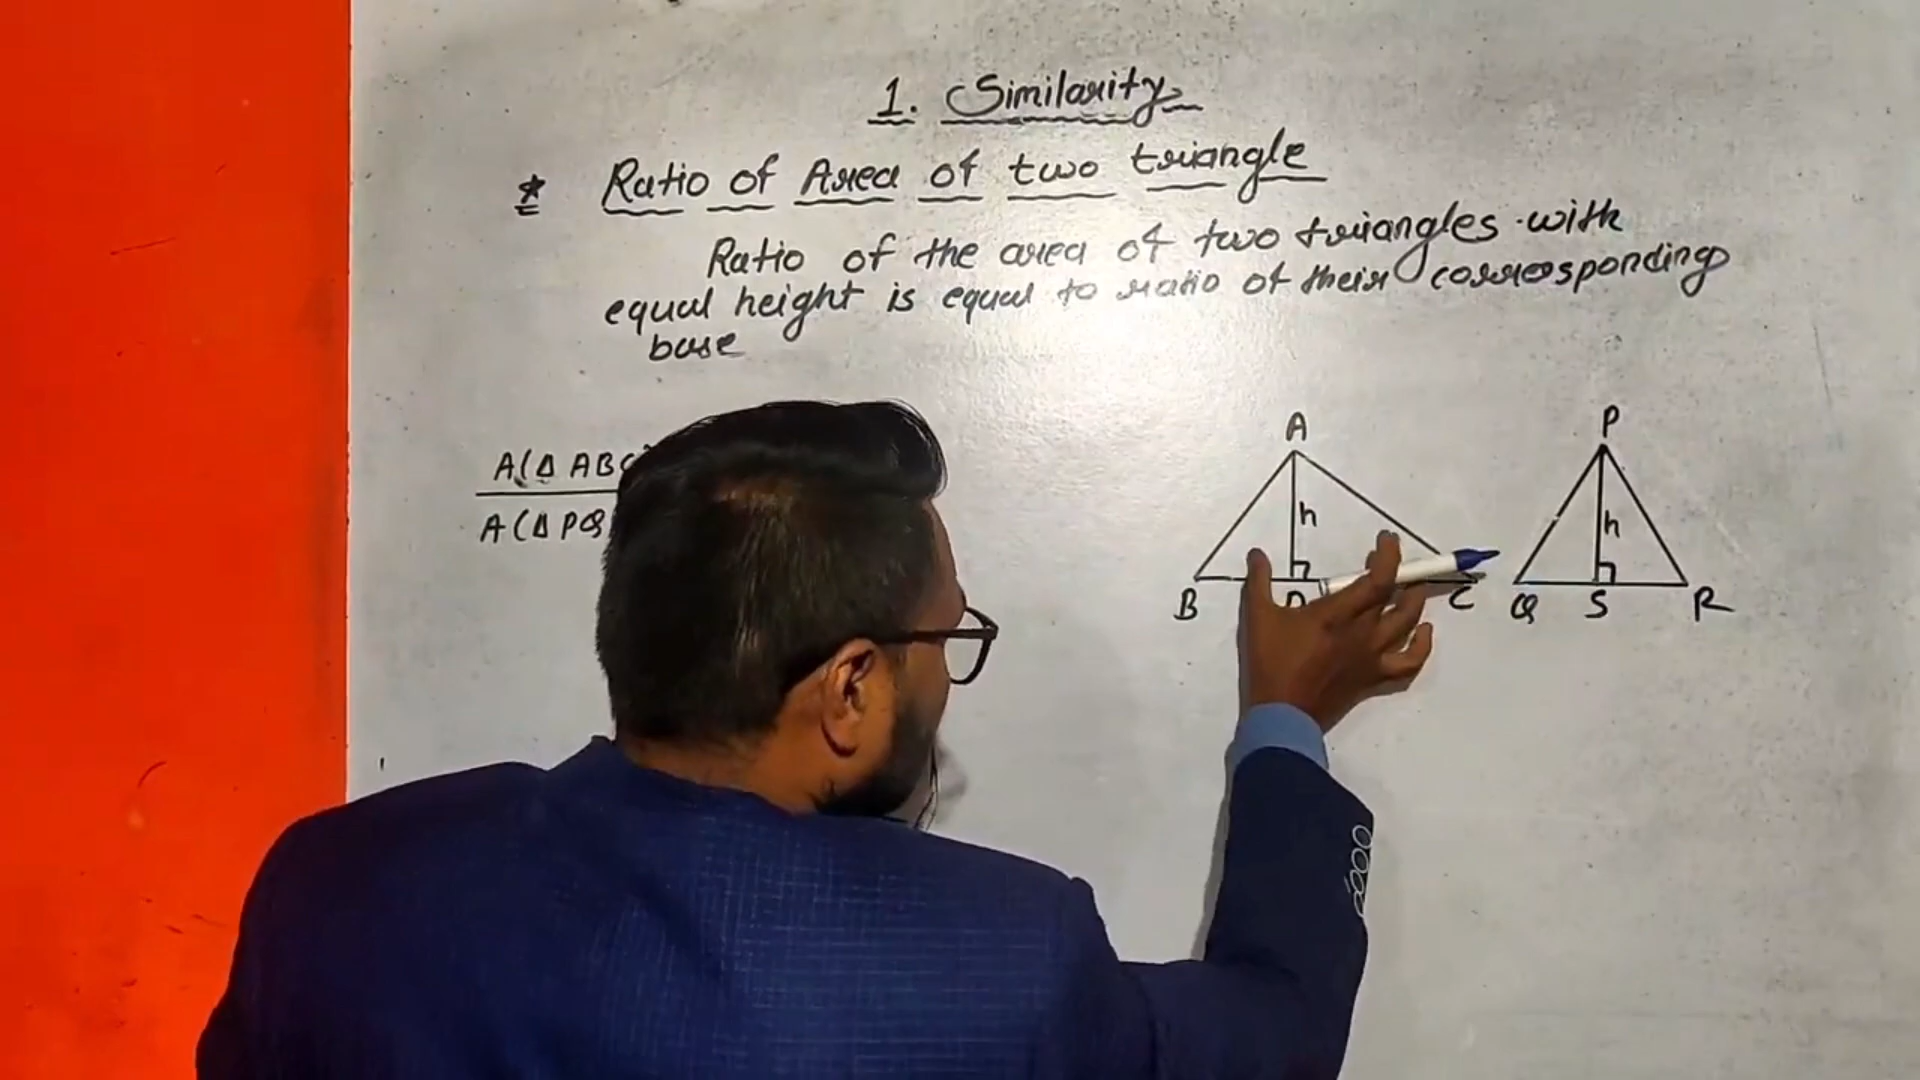 1. Similarity
* Ratio of Area of two triangle
Ratio of the area of two triangles with
equal height is equal to ratio of their corresponding
base
A(Δ ABC
A(Δ PQ
A
h
B D C
P
h
Q S R